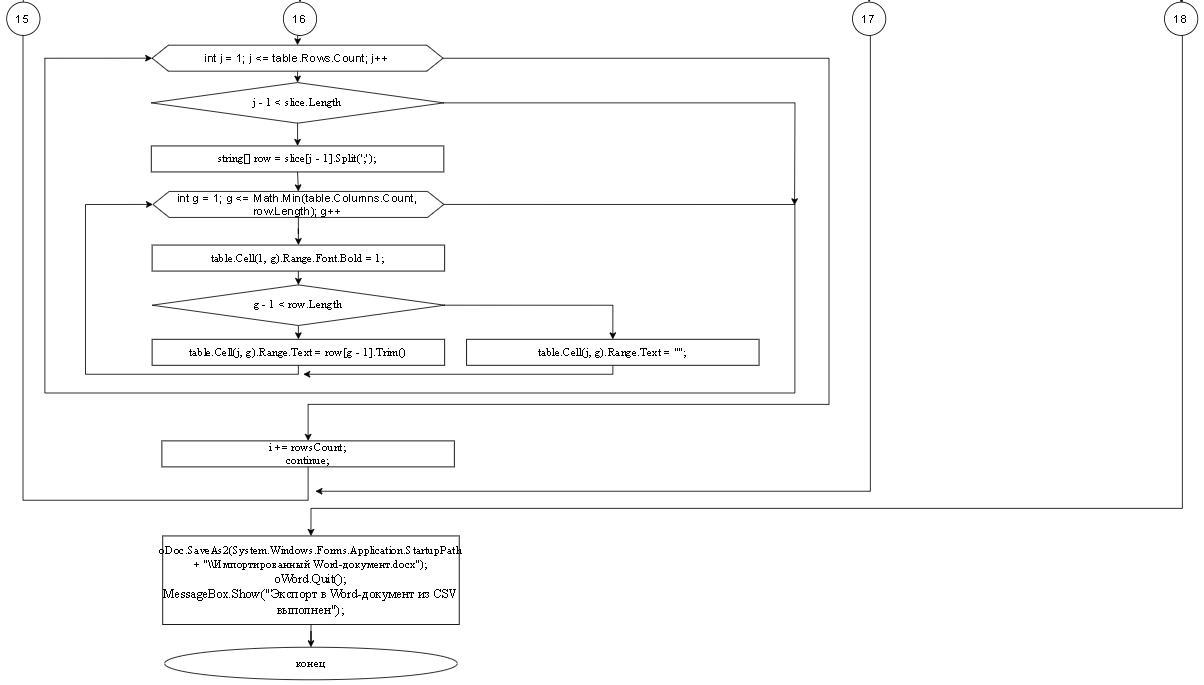 15
16
17
18
int j = 1; j <= table.Rows.Count; j++
j - 1 < slice.Length
string[] row = slice[j - 1].Split(';');
int g = 1; g <= Math.Min(table.Columns.Count,
row.Length); g++
table.Cell(1, g).Range.Font.Bold = 1;
g - 1 < row.Length
table.Cell(j, g).Range.Text = row[g - 1].Trim()
table.Cell(j, g).Range.Text = "";
i += rowsCount;
continue;
oDoc.SaveAs2(System.Windows.Forms.Application.StartupPath
+ "\\Импортированный Word-документ.docx");
oWord.Quit();
MessageBox.Show("Экспорт в Word-документ из CSV
выполнен");
конец